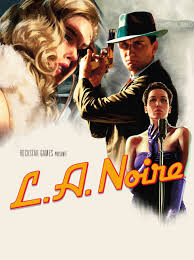 ROCKSTAR GAMES PRESENT
L.A. Noire